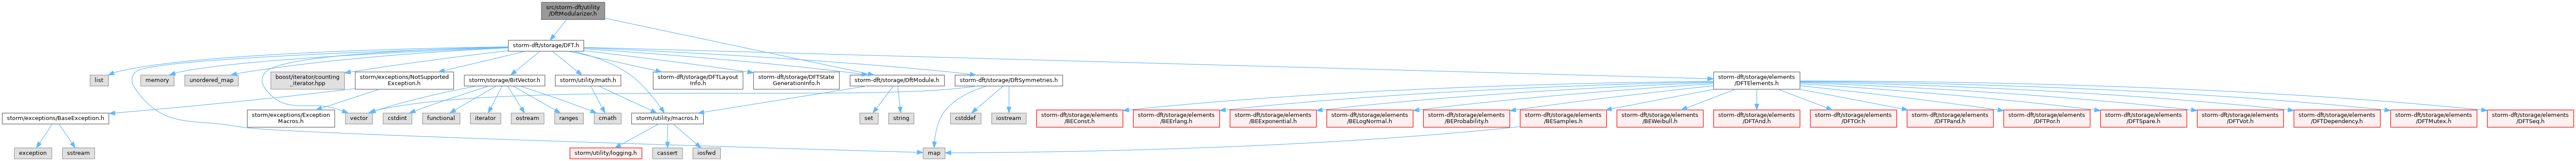 src/storm-dft/utility
/DftModularizer.h
storm-dft/storage/DFT.h
list
memory
unordered_map
boost/iterator/counting
_iterator.hpp
storm/exceptions/NotSupported
Exception.h
storm/storage/BitVector.h
storm/utility/math.h
storm-dft/storage/DFTLayout
Info.h
storm-dft/storage/DFTState
GenerationInfo.h
storm-dft/storage/DftModule.h
storm-dft/storage/DftSymmetries.h
storm-dft/storage/elements
/DFTElements.h
storm/exceptions/BaseException.h
storm/exceptions/Exception
Macros.h
vector
cstdint
functional
iterator
ostream
ranges
cmath
storm/utility/macros.h
set
string
cstddef
iostream
storm-dft/storage/elements
/BEConst.h
storm-dft/storage/elements
/BEErlang.h
storm-dft/storage/elements
/BEExponential.h
storm-dft/storage/elements
/BELogNormal.h
storm-dft/storage/elements
/BEProbability.h
storm-dft/storage/elements
/BESamples.h
storm-dft/storage/elements
/BEWeibull.h
storm-dft/storage/elements
/DFTAnd.h
storm-dft/storage/elements
/DFTOr.h
storm-dft/storage/elements
/DFTPand.h
storm-dft/storage/elements
/DFTPor.h
storm-dft/storage/elements
/DFTSpare.h
storm-dft/storage/elements
/DFTVot.h
storm-dft/storage/elements
/DFTDependency.h
storm-dft/storage/elements
/DFTMutex.h
storm-dft/storage/elements
/DFTSeq.h
exception
sstream
storm/utility/logging.h
cassert
iosfwd
map